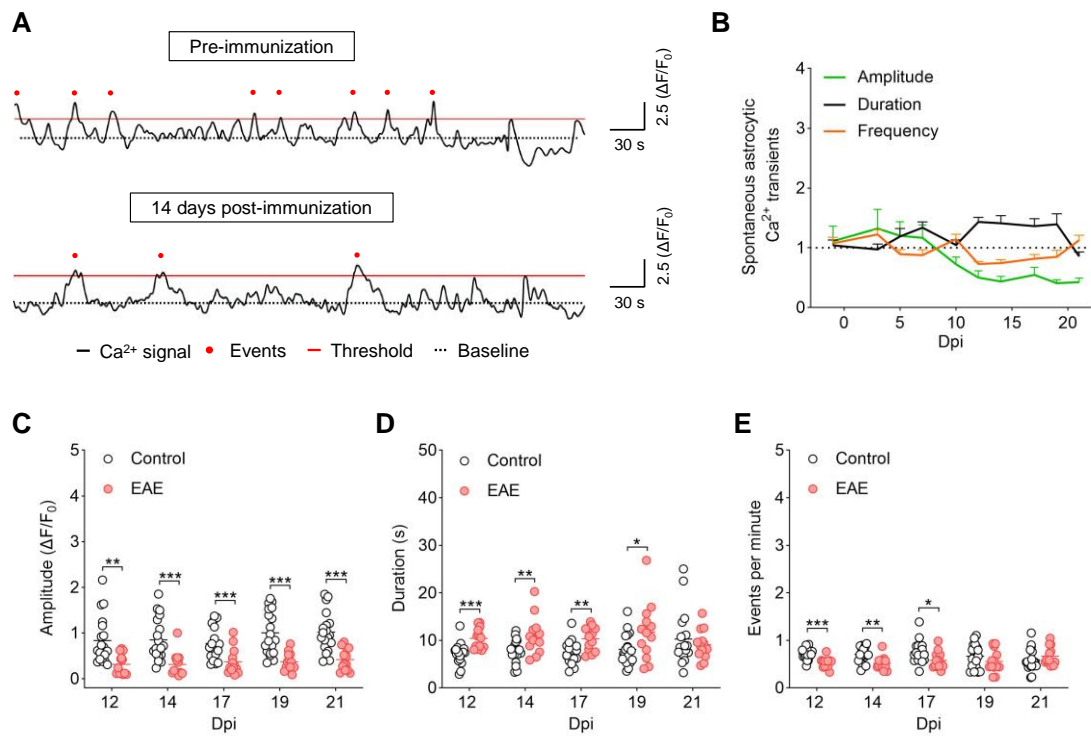 A
Pre-immunization
2.5 (ΔF/F₀)
30 s
14 days post-immunization
2.5 (ΔF/F₀)
30 s
Ca²⁺ signal Events Threshold Baseline
B
Spontaneous astrocytic
Ca²⁺ transients
4
3
2
1
0
Amplitude
Duration
Frequency
0 5 10 15 20
Dpi
C
Amplitude (ΔF/F₀)
5
4
3
2
1
0
Control
EAE
** *** *** *** ***
12 14 17 19 21
Dpi
D
Duration (s)
50
40
30
20
10
0
Control
EAE
*** ** ** *
12 14 17 19 21
Dpi
E
Events per minute
5
4
3
2
1
0
Control
EAE
*** ** *
12 14 17 19 21
Dpi